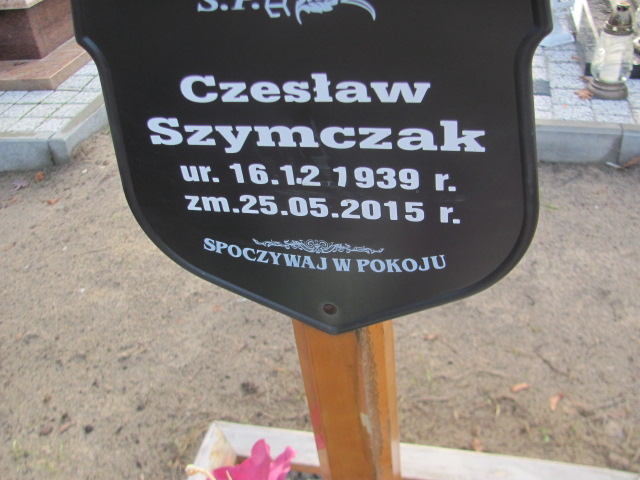 Ś.P.
Czesław
Szymczak
ur. 16.12 1939 r.
zm.25.05.2015 r.
SPOCZYWAJ W POKOJU